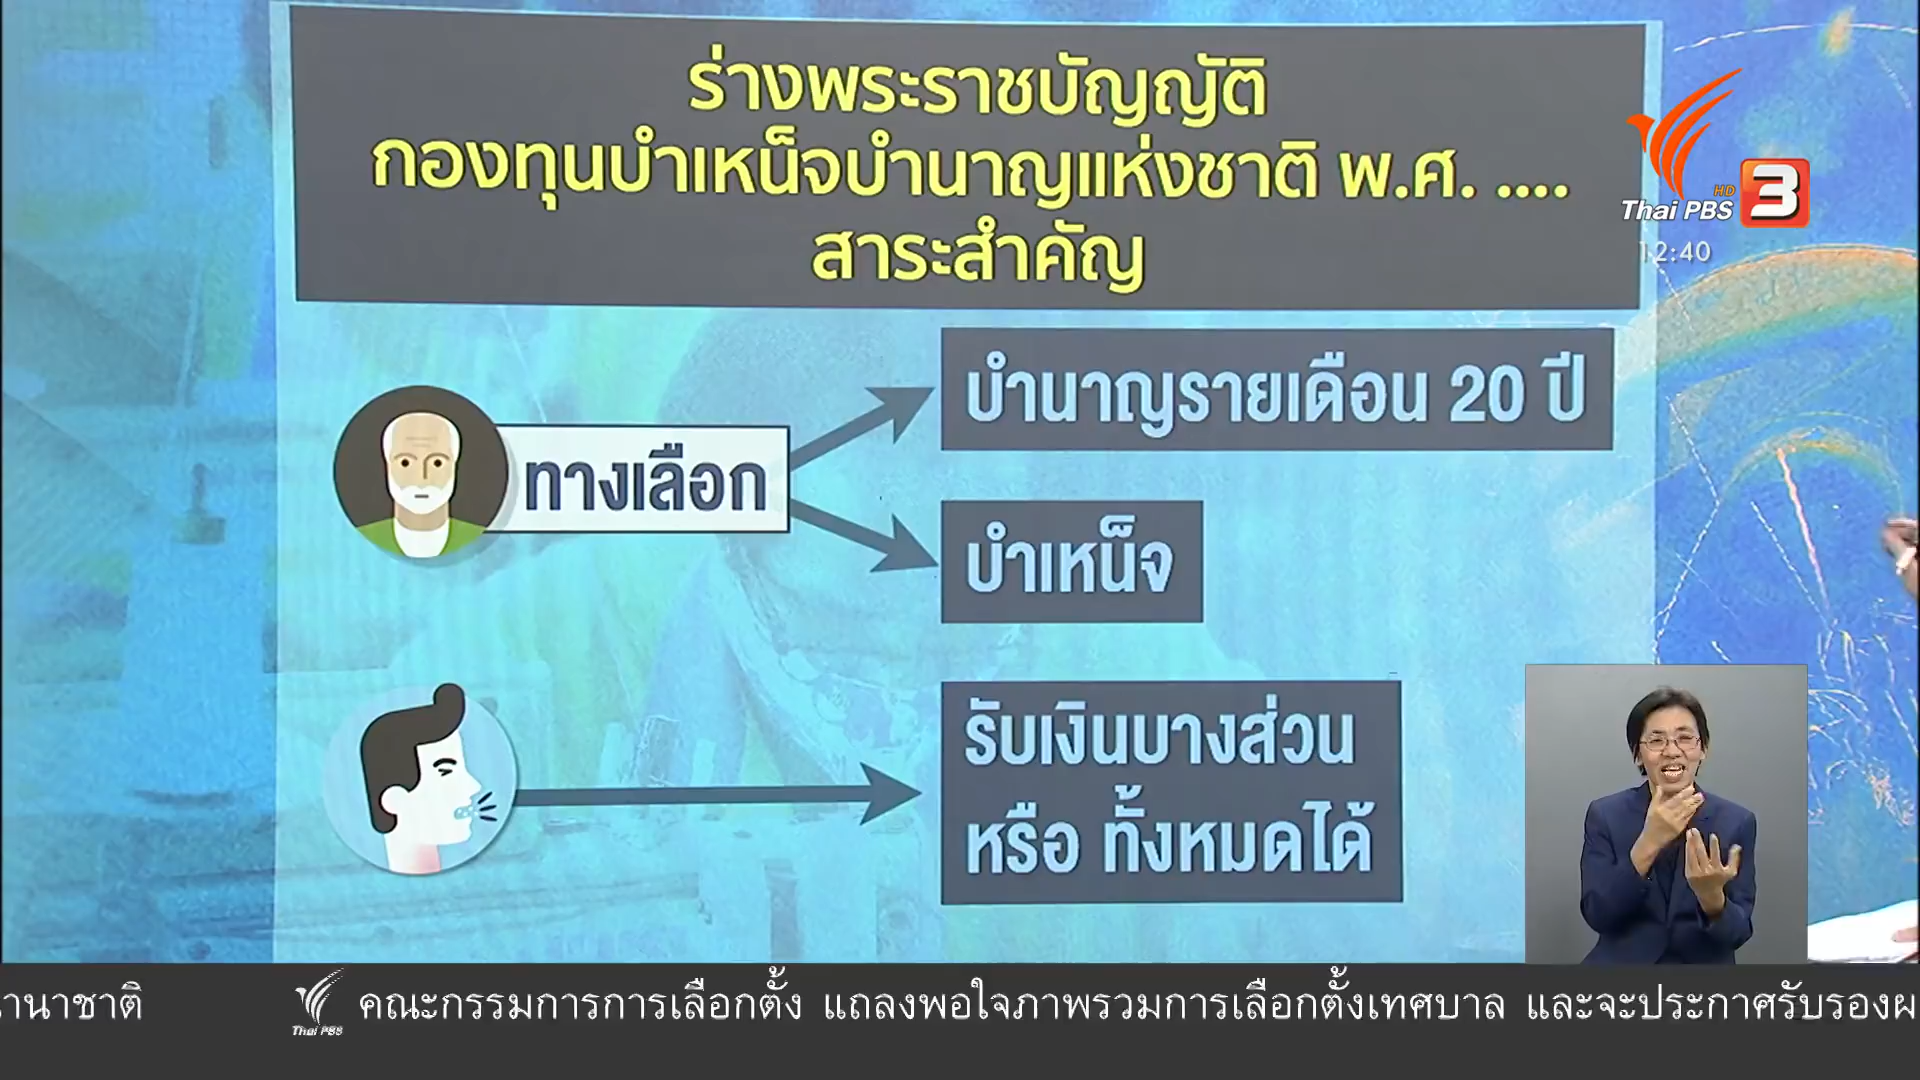 ร่างพระราชบัญญัติ
กองทุนบำเหน็จบำนาญแห่งชาติ พ.ศ. ....
สาระสำคัญ
HD
Thai PBS 3
12:40
บำนาญรายเดือน 20 ปี
ทางเลือก
บำเหน็จ
รับเงินบางส่วน
หรือ ทั้งหมดได้
านาชาติ Thai PBS คณะกรรมการการเลือกตั้ง แถลงพอใจภาพรวมการเลือกตั้งเทศบาล และจะประกาศรับรองผ